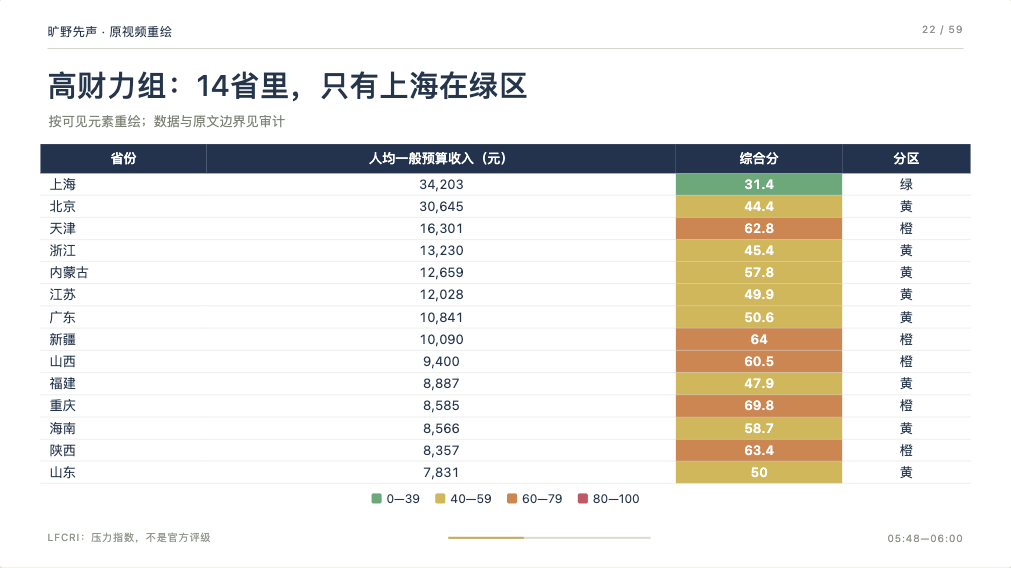 旷野先声 · 原视频重绘
22 / 59
高财力组：14省里，只有上海在绿区
按可见元素重绘；数据与原文边界见审计
省份 人均一般预算收入（元） 综合分 分区
上海 34,203 31.4 绿
北京 30,645 44.4 黄
天津 16,301 62.8 橙
浙江 13,230 45.4 黄
内蒙古 12,659 57.8 黄
江苏 12,028 49.9 黄
广东 10,841 50.6 黄
新疆 10,090 64 橙
山西 9,400 60.5 橙
福建 8,887 47.9 黄
重庆 8,585 69.8 橙
海南 8,566 58.7 黄
陕西 8,357 63.4 橙
山东 7,831 50 黄
0—39 40—59 60—79 80—100
LFCRI：压力指数，不是官方评级
05:48—06:00